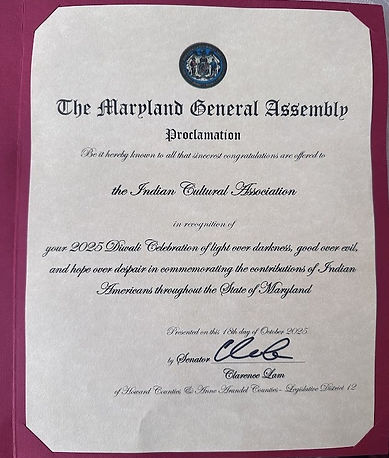 The Maryland General Assembly
Proclamation
Be it hereby known to all that sincerest congratulations are offered to
the Indian Cultural Association
in recognition of
your 2025 Diwali Celebration of light over darkness, good over evil,
and hope over despair in commemorating the contributions of Indian
Americans throughout the State of Maryland
Presented on this 18th day of October 2025
by Senator
Clarence Lam
of Howard Counties & Anne Arundel Counties - Legislative District 12